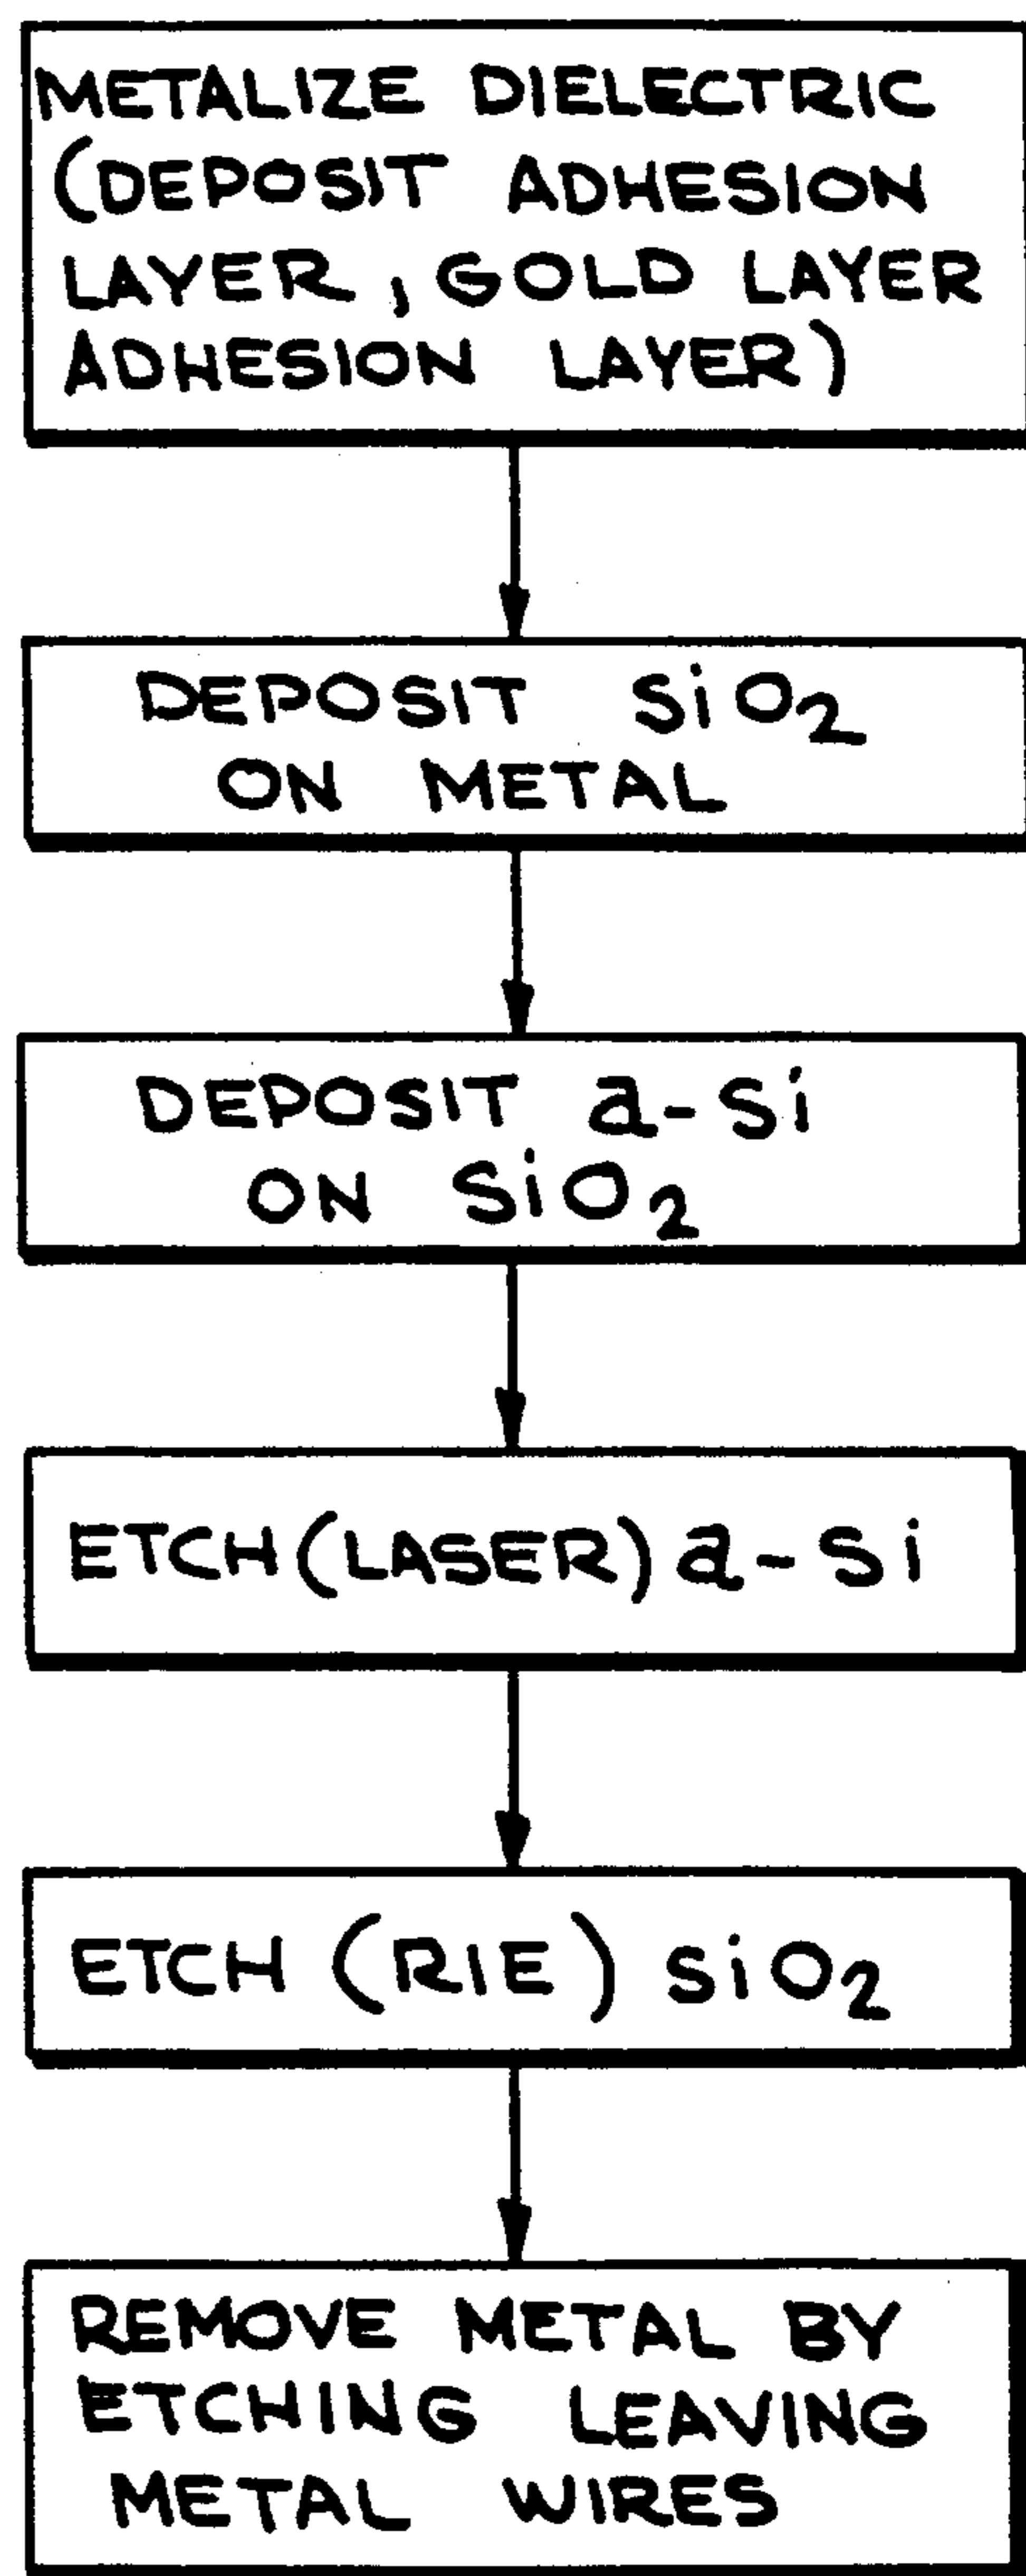 METALIZE DIELECTRIC
(DEPOSIT ADHESION
LAYER, GOLD LAYER
ADHESION LAYER)
DEPOSIT SiO₂
ON METAL
DEPOSIT a-Si
ON SiO₂
ETCH (LASER) a-Si
ETCH (RIE) SiO₂
REMOVE METAL BY
ETCHING LEAVING
METAL WIRES